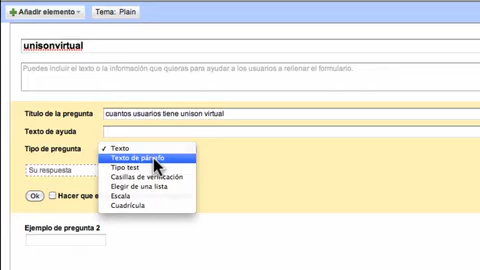 Añadir elemento
Tema: Plain
unisonvirtual
Puedes incluir el texto o la información que quieras para ayudar a los usuarios a rellenar el formulario.
Título de la pregunta
cuantos usuarios tiene unison virtual
Texto de ayuda
Tipo de pregunta
✓ Texto
Texto de párrafo
Tipo test
Casillas de verificación
Elegir de una lista
Escala
Cuadrícula
Su respuesta
Ok
Hacer que e
Ejemplo de pregunta 2